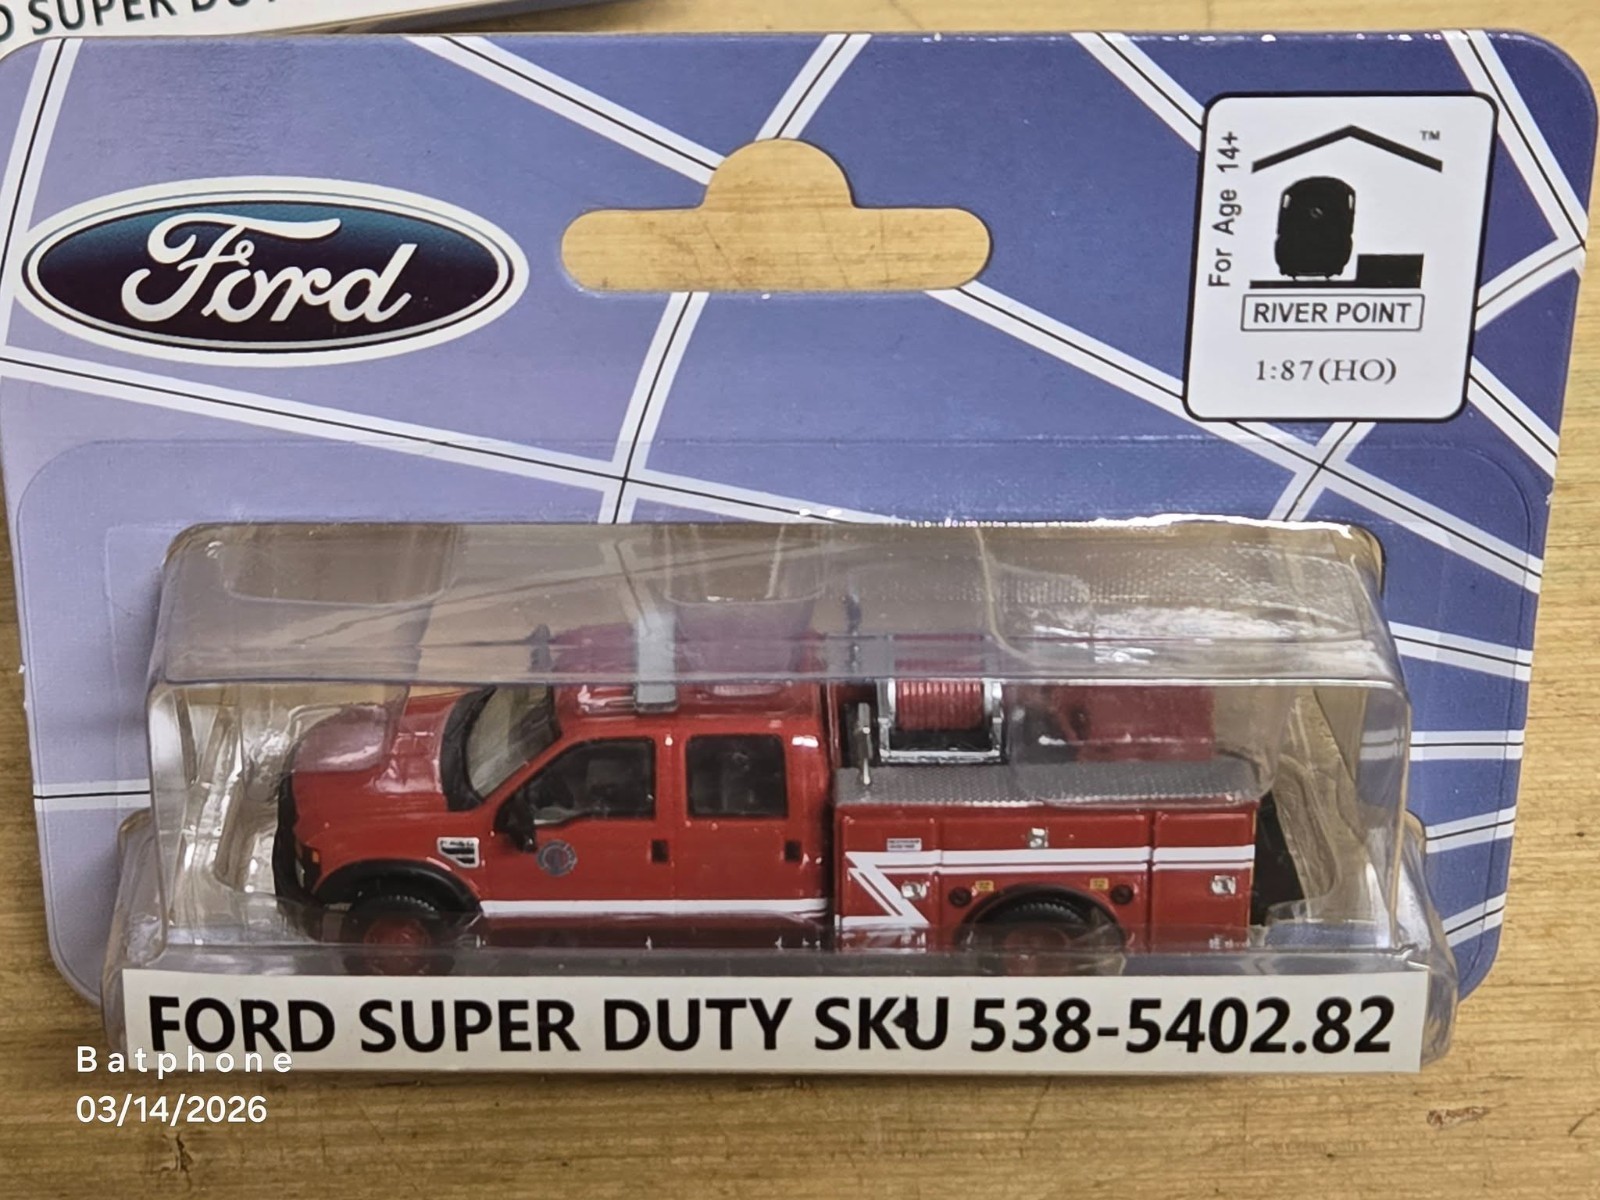 D SUPER DU
Ford
For Age 14+
TM
RIVER POINT
1:87(HO)
FORD SUPER DUTY SKU 538-5402.82
Batphone
03/14/2026